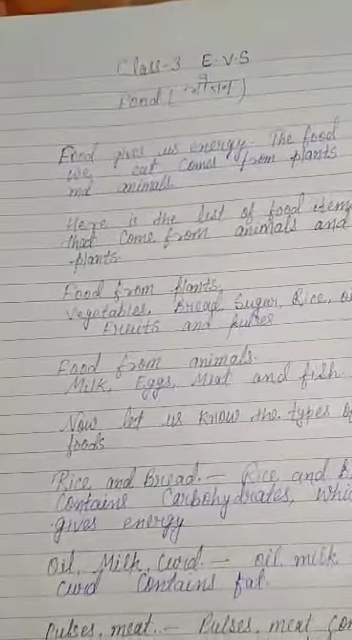 Class-3 E.V.S
Food (भोजन)
Food gives us energy. The food
we eat comes from plants
and animals.
Here is the list of food items
that come from animals and
plants.
Food from plants.
Vegetables, Bread, Sugar, Rice,
Fruits and pulses
Food from animals.
Milk, Eggs, Meat and fish.
Now let us know the types of
foods
Rice and Bread. — Rice and
Contains Carbohydrates,
gives energy
Oil, Milk, Curd. — oil, milk
curd contains fat.
Pulses, meat. — Pulses, meat